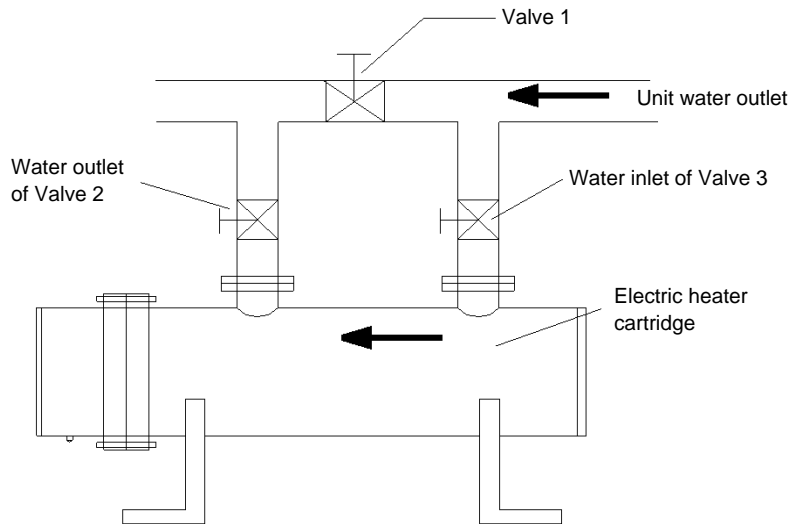 Valve 1
Unit water outlet
Water outlet
of Valve 2
Water inlet of Valve 3
Electric heater
cartridge